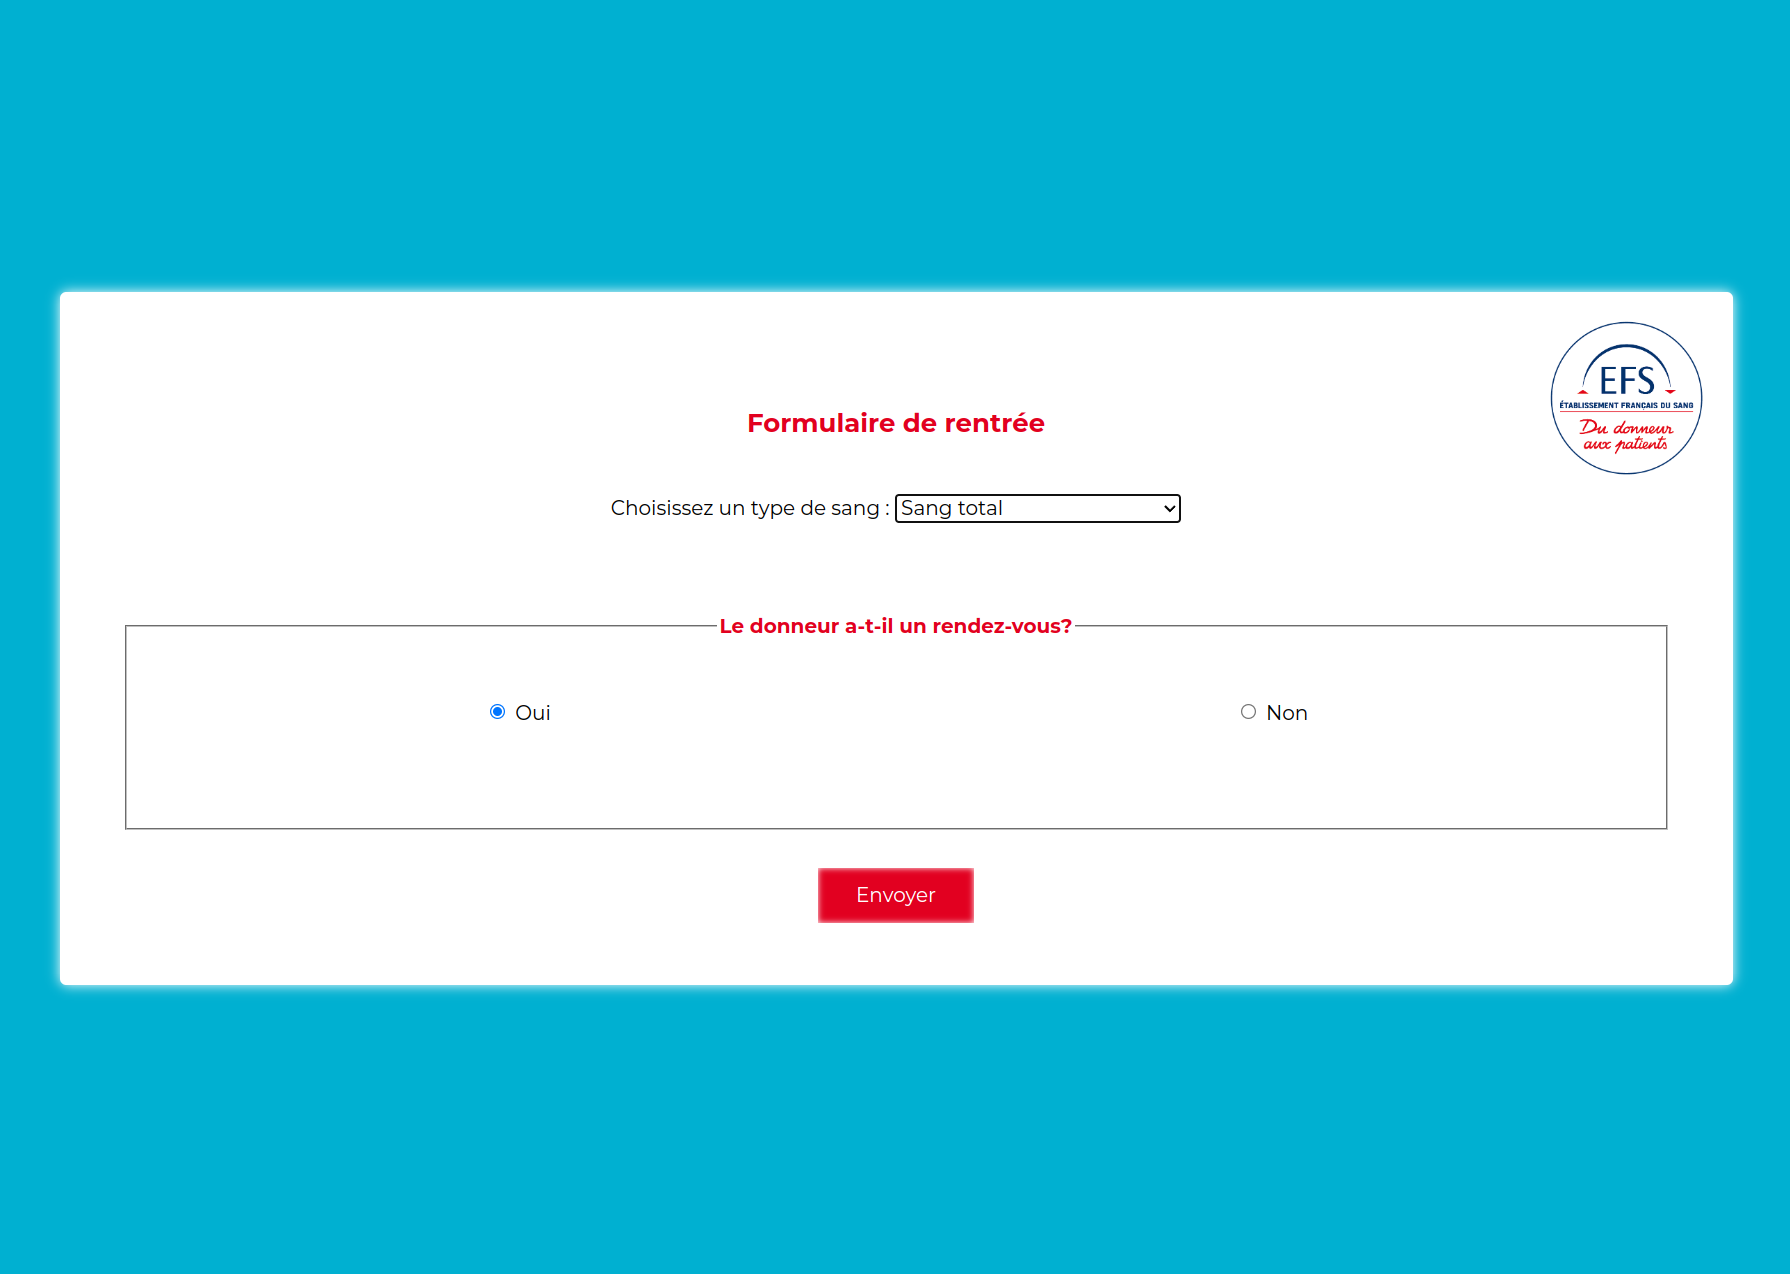 EFS
ÉTABLISSEMENT FRANÇAIS DU SANG
Du donneur
aux patients
Formulaire de rentrée
Choisissez un type de sang : Sang total
Le donneur a-t-il un rendez-vous?
Oui Non
Envoyer